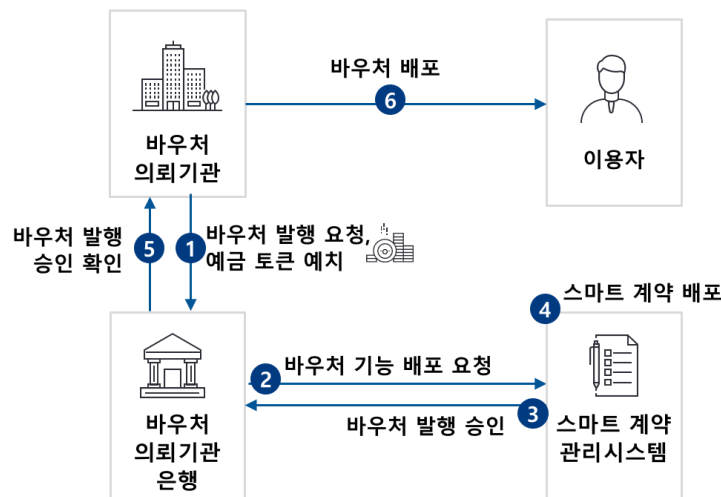 바우처 배포
6
바우처
의뢰기관
이용자
바우처 발행
승인 확인
5
1
바우처 발행 요청,
예금 토큰 예치
4
스마트 계약 배포
2
바우처 기능 배포 요청
바우처 발행 승인
3
바우처
의뢰기관
은행
스마트 계약
관리시스템